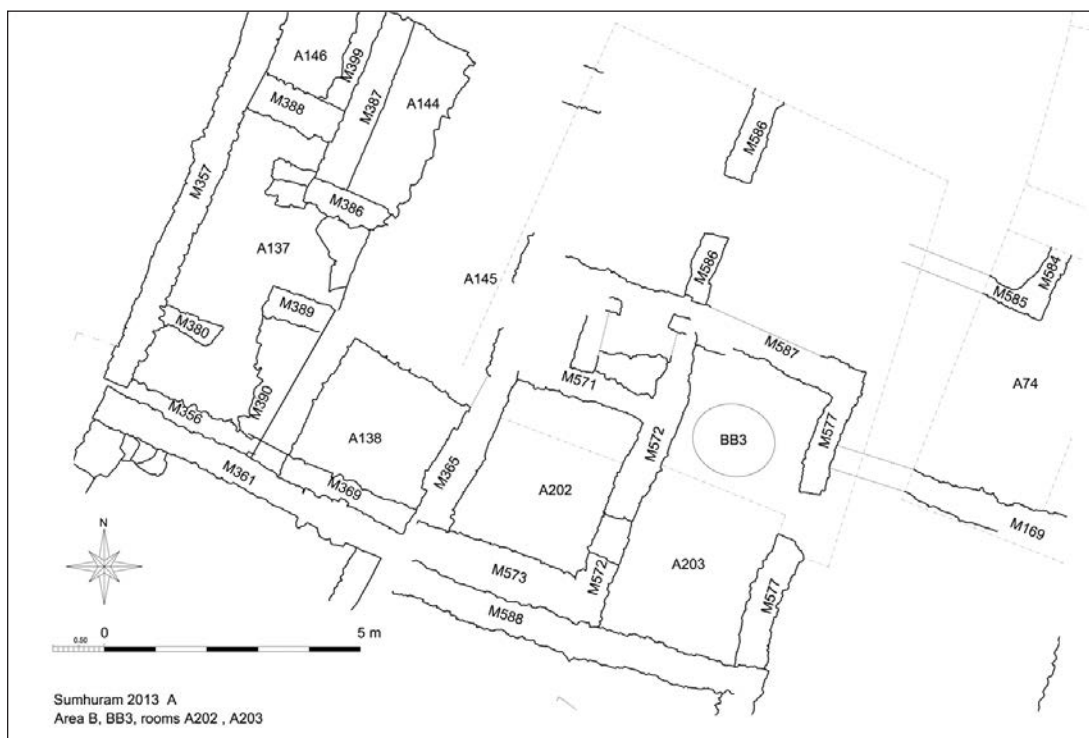 A146
M399
M387
A144
M388
M586
M357
M386
A137
A145
M586
M584
M585
M389
M380
M587
A74
M571
M390
M572
BB3
M577
M356
A138
M365
M361
M369
A202
M169
N
M573
M572
A203
M577
M588
0 5 m
0.50
Sumhuram 2013 A
Area B, BB3, rooms A202 , A203